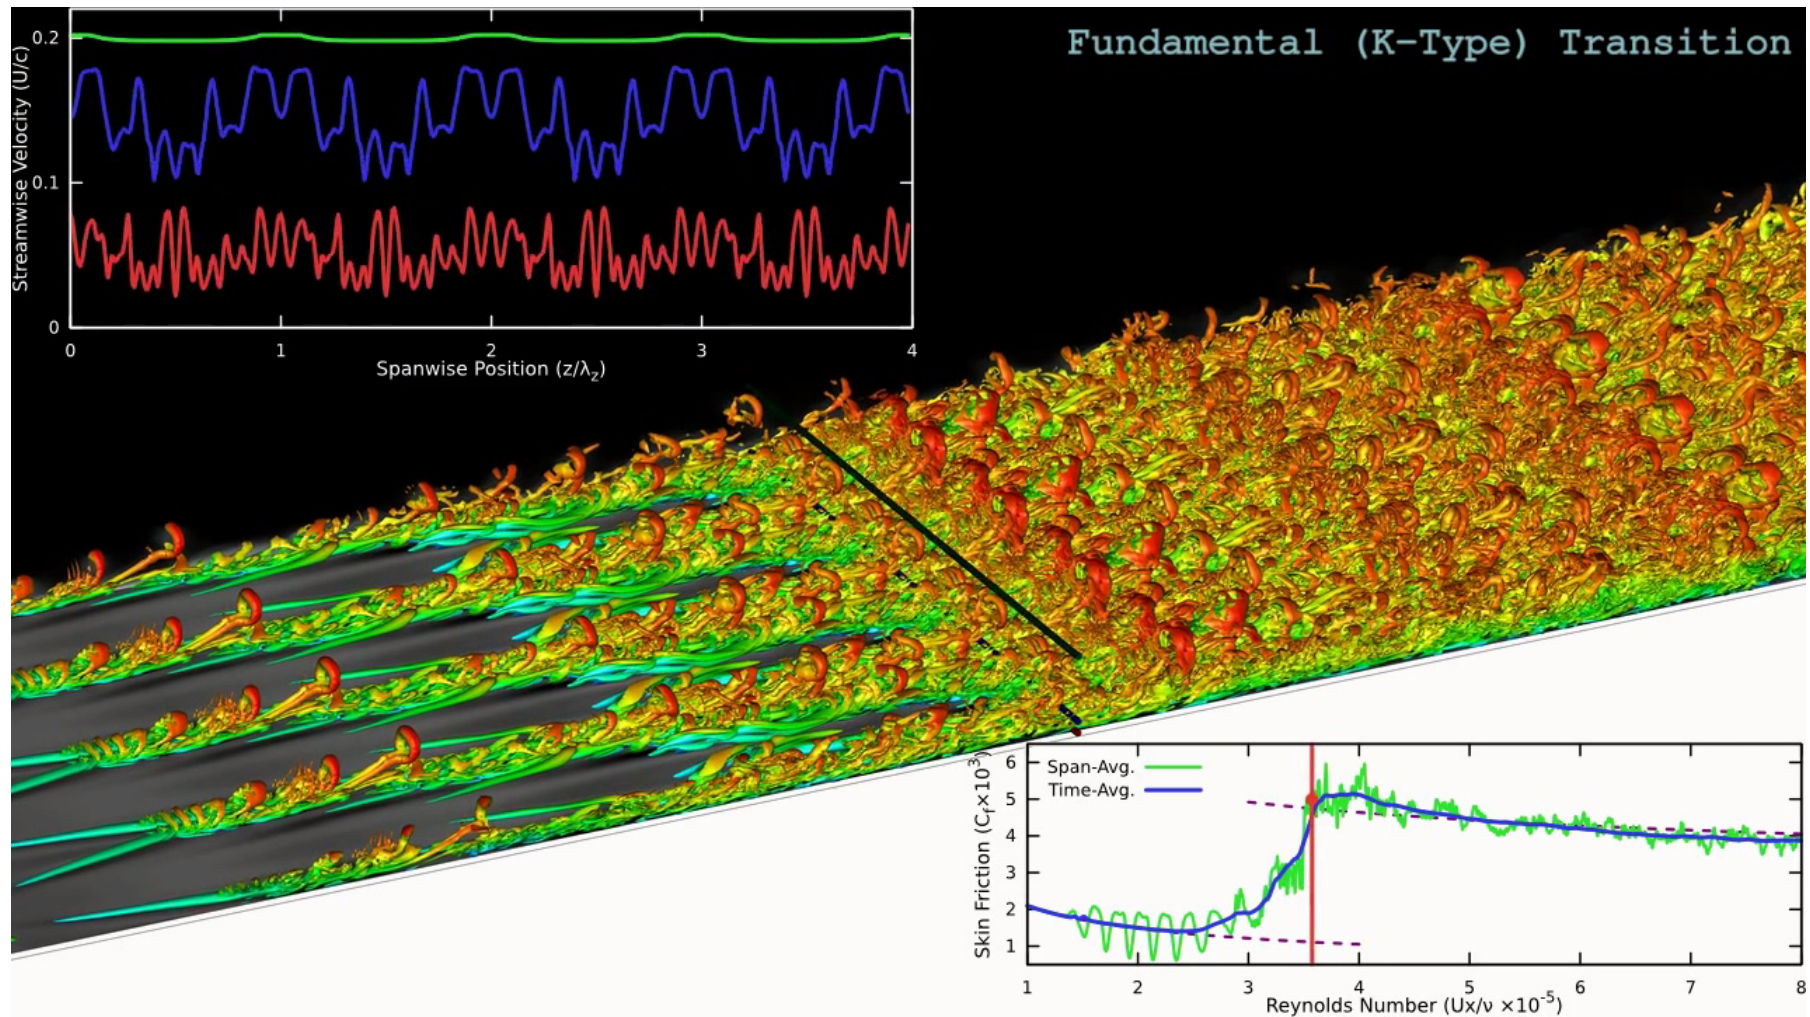 Fundamental (K-Type) Transition
0.2
0.1
0
Streamwise Velocity (U/c)
0 1 2 3 4
Spanwise Position (z/λz)
Span-Avg.
Time-Avg.
6
5
4
3
2
1
Skin Friction (Cf×10³)
1 2 3 4 5 6 7 8
Reynolds Number (Ux/ν ×10⁻⁵)